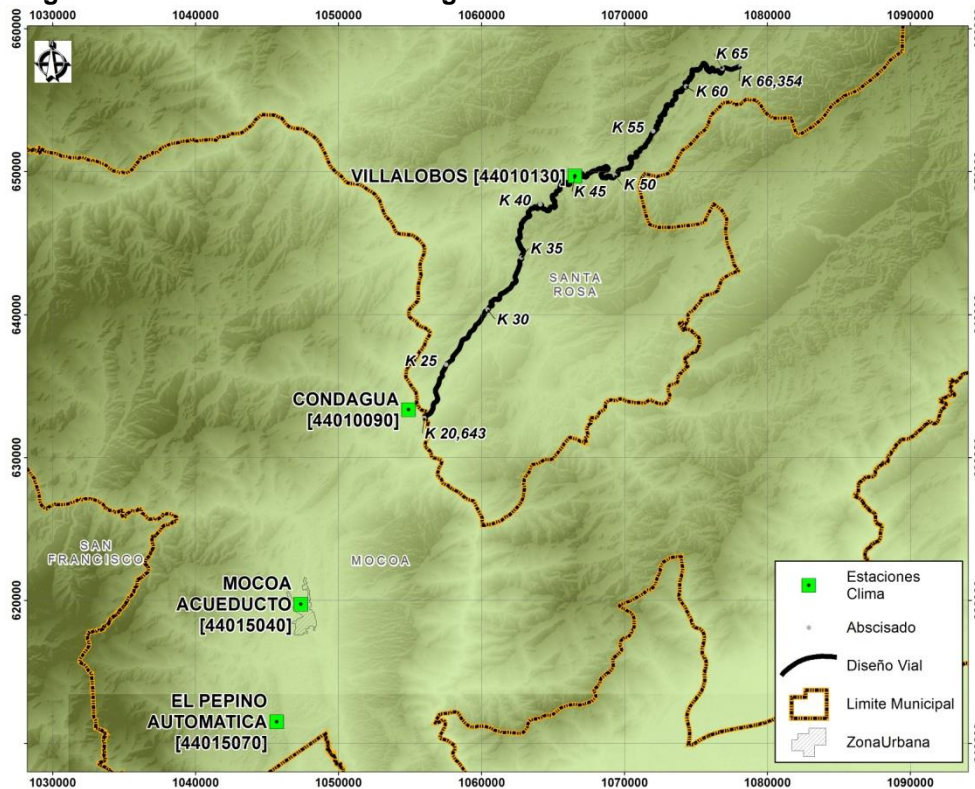 1030000 1040000 1050000 1060000 1070000 1080000 1090000
660000
K 65
K 66,354
K 60
K 55
650000
VILLALOBOS [44010130]
K 45
K 50
K 40
K 35
SANTA
ROSA
640000
K 30
K 25
CONDAGUA
[44010090]
K 20,643
630000
SAN
FRANCISCO
MOCOA
620000
MOCOA
ACUEDUCTO
[44015040]
EL PEPINO
AUTOMATICA
[44015070]
Estaciones
Clima
Abscisado
Diseño Vial
Limite Municipal
ZonaUrbana
1030000 1040000 1050000 1060000 1070000 1080000 1090000